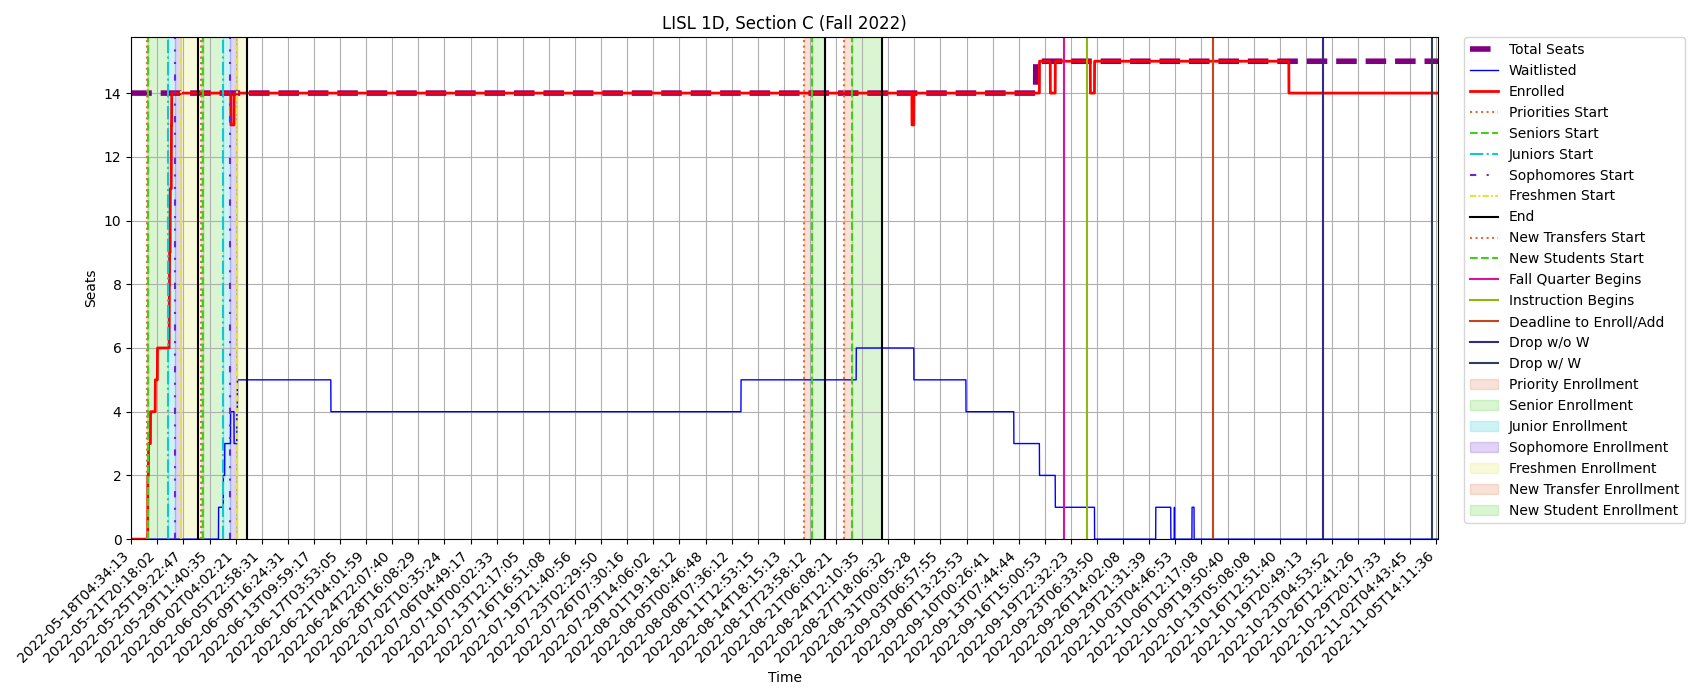 LISL 1D, Section C (Fall 2022)
Seats
14
12
10
8
6
4
2
0
2022-05-18T04:34:13
2022-05-21T20:18:02
2022-05-25T19:22:47
2022-05-29T11:40:35
2022-06-02T04:02:21
2022-06-05T22:58:31
2022-06-09T16:24:31
2022-06-13T09:59:17
2022-06-17T03:53:05
2022-06-21T04:01:59
2022-06-24T22:07:40
2022-06-28T16:08:29
2022-07-02T10:35:24
2022-07-06T04:49:17
2022-07-10T00:02:33
2022-07-13T12:17:05
2022-07-16T16:51:08
2022-07-19T21:40:56
2022-07-23T02:29:50
2022-07-26T07:30:16
2022-07-29T14:06:02
2022-08-01T19:18:12
2022-08-05T00:46:48
2022-08-08T07:36:12
2022-08-11T12:53:15
2022-08-14T18:15:13
2022-08-17T23:58:12
2022-08-21T06:08:21
2022-08-24T12:10:35
2022-08-27T18:06:32
2022-08-31T00:05:28
2022-09-03T06:57:55
2022-09-06T13:25:53
2022-09-10T00:26:41
2022-09-13T07:44:44
2022-09-16T15:00:53
2022-09-19T22:32:23
2022-09-23T06:33:50
2022-09-26T14:02:08
2022-09-29T21:31:39
2022-10-03T04:46:53
2022-10-06T12:17:08
2022-10-09T19:50:40
2022-10-13T05:08:08
2022-10-16T12:51:40
2022-10-19T20:49:13
2022-10-23T04:53:52
2022-10-26T12:41:26
2022-10-29T20:17:33
2022-11-02T04:43:45
2022-11-05T14:11:36
Time
Total Seats
Waitlisted
Enrolled
Priorities Start
Seniors Start
Juniors Start
Sophomores Start
Freshmen Start
End
New Transfers Start
New Students Start
Fall Quarter Begins
Instruction Begins
Deadline to Enroll/Add
Drop w/o W
Drop w/ W
Priority Enrollment
Senior Enrollment
Junior Enrollment
Sophomore Enrollment
Freshmen Enrollment
New Transfer Enrollment
New Student Enrollment